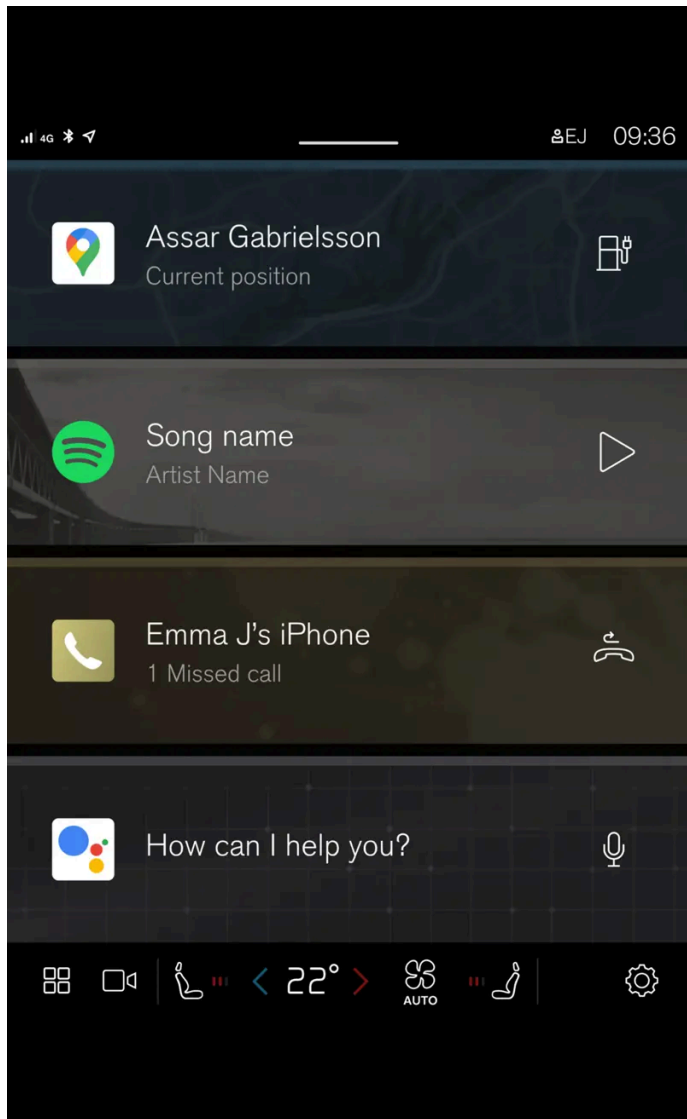 4G
EJ 09:36
Assar Gabrielsson
Current position
Song name
Artist Name
Emma J’s iPhone
1 Missed call
How can I help you?
22°
AUTO